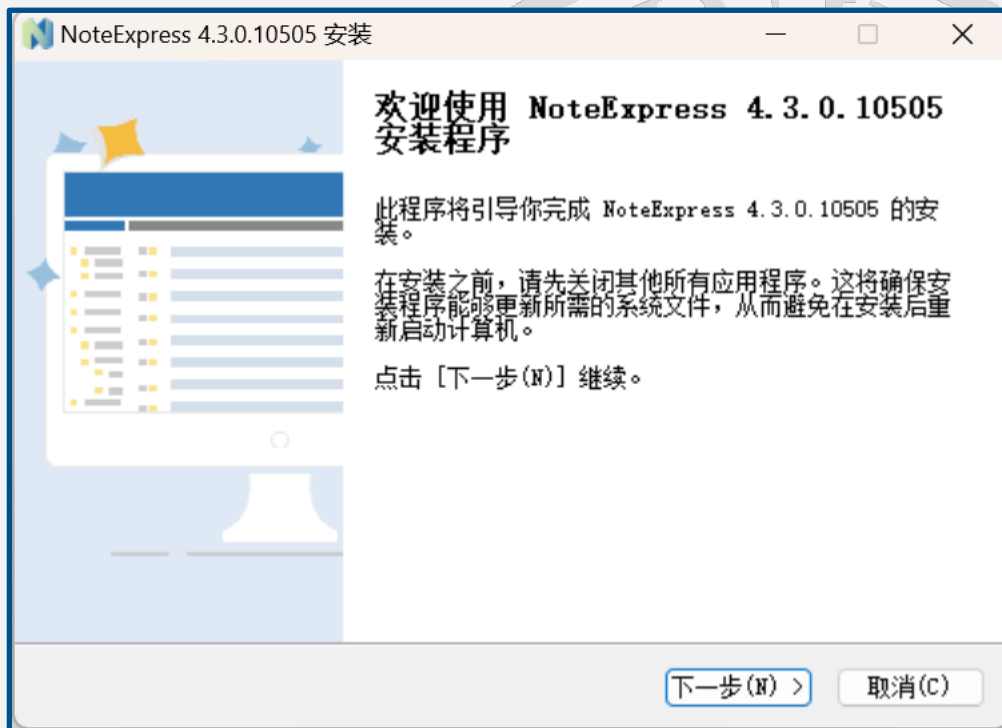 NoteExpress 4.3.0.10505 安装
欢迎使用 NoteExpress 4.3.0.10505
安装程序
此程序将引导你完成 NoteExpress 4.3.0.10505 的安
装。
在安装之前，请先关闭其他所有应用程序。这将确保安
装程序能够更新所需的系统文件，从而避免在安装后重
新启动计算机。
点击 [下一步(N)] 继续。
下一步(N) >
取消(C)